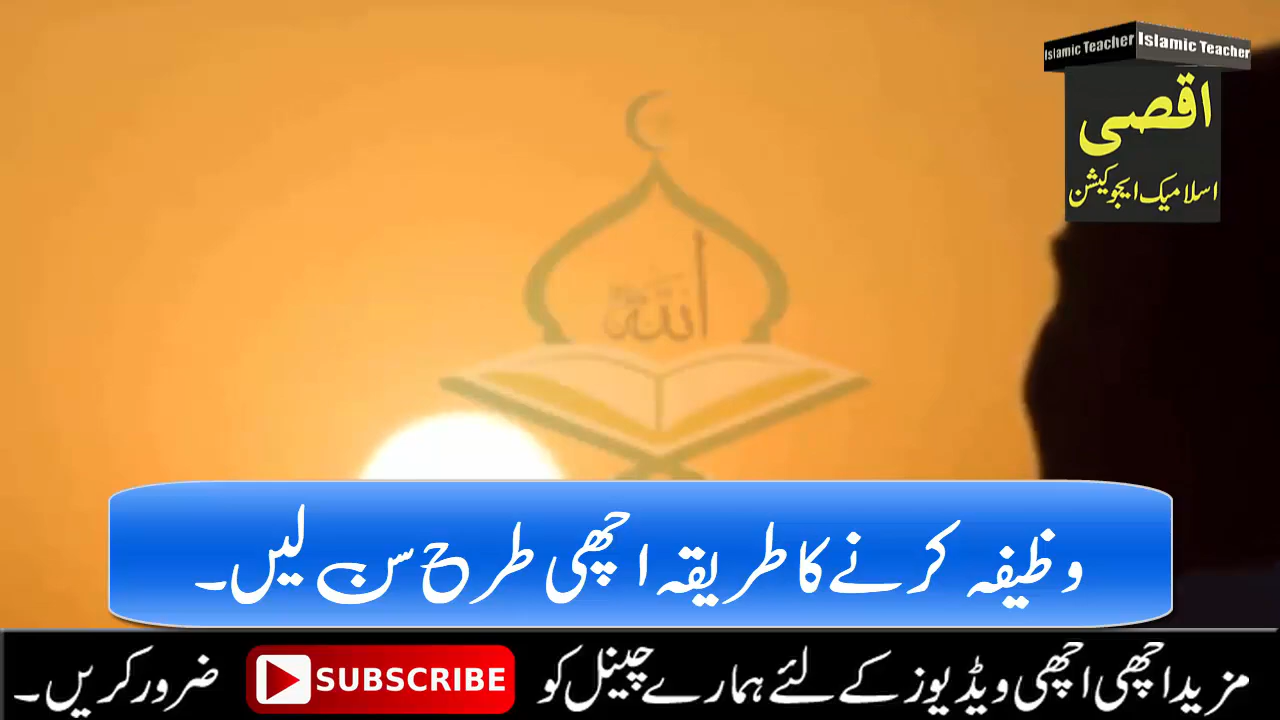 Islamic Teacher Islamic Teacher
اقصی
اسلامیک ایجوکیشن
الله
وظیفہ کرنے کا طریقہ اچھی طرح سن لیں۔
مزید اچھی اچھی ویڈیوز کے لئے ہمارے چینل کو SUBSCRIBE ضرور کریں۔